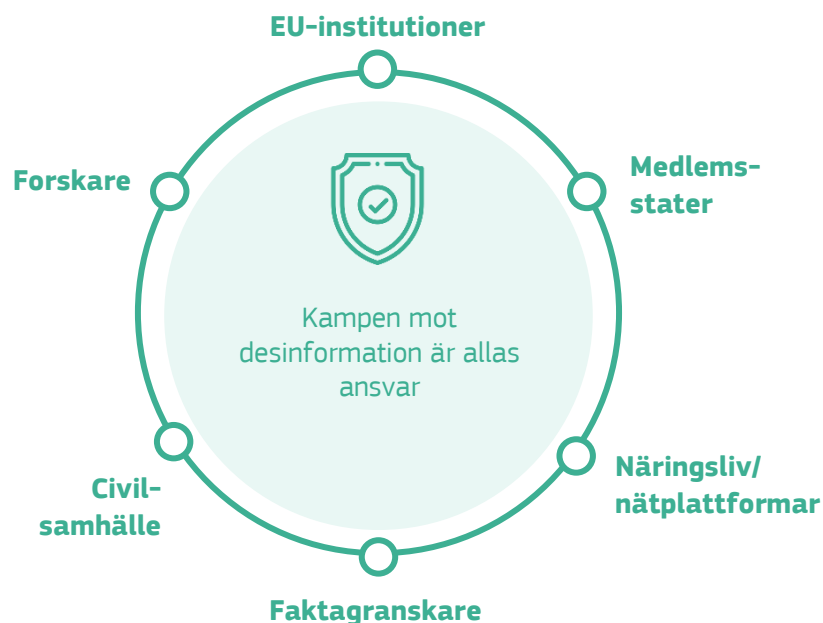 EU-institutioner
Forskare
Medlems-
stater
Kampen mot
desinformation är allas
ansvar
Civil-
samhälle
Näringsliv/
nätplattformar
Faktagranskare